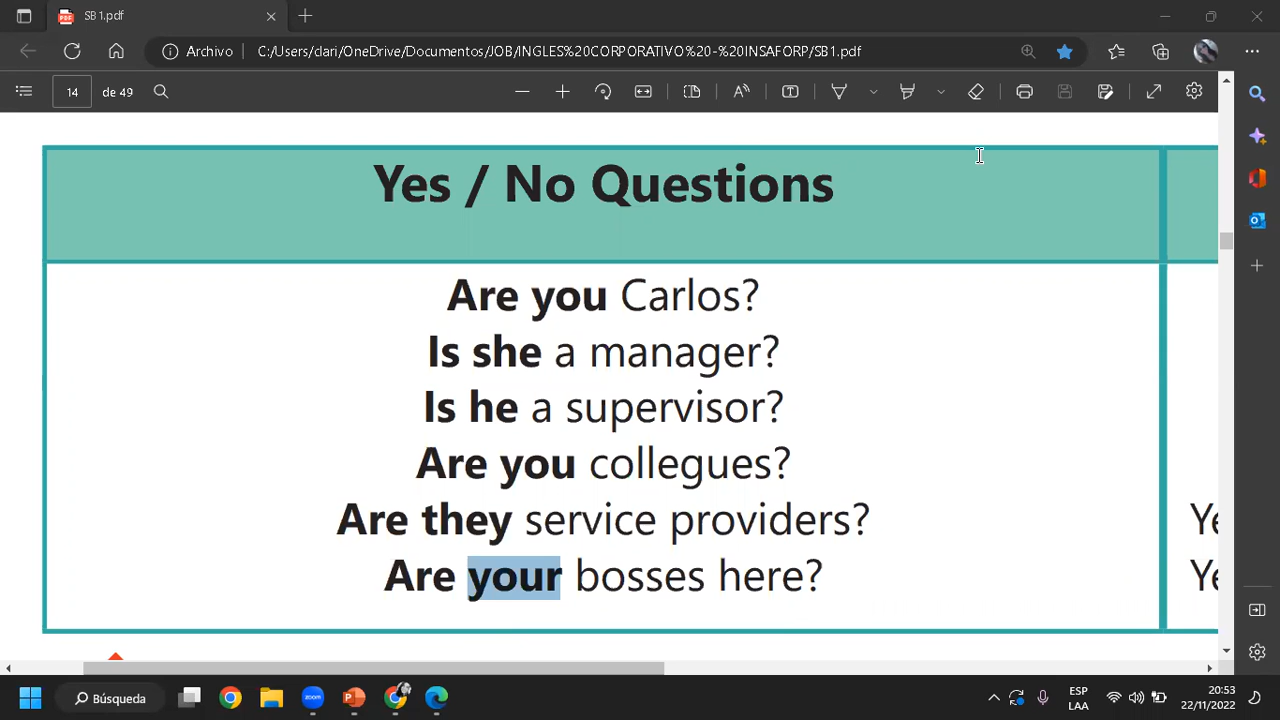 SB1.pdf
Archivo
C:/Users/clari/OneDrive/Documentos/JOB/INGLES%20CORPORATIVO%20-%20INSAFORP/SB1.pdf
14 de 49
Yes / No Questions
Are you Carlos?
Is she a manager?
Is he a supervisor?
Are you collegues?
Are they service providers?
Ye
Are your bosses here?
Ye
Búsqueda
ESP
LAA
20:53
22/11/2022